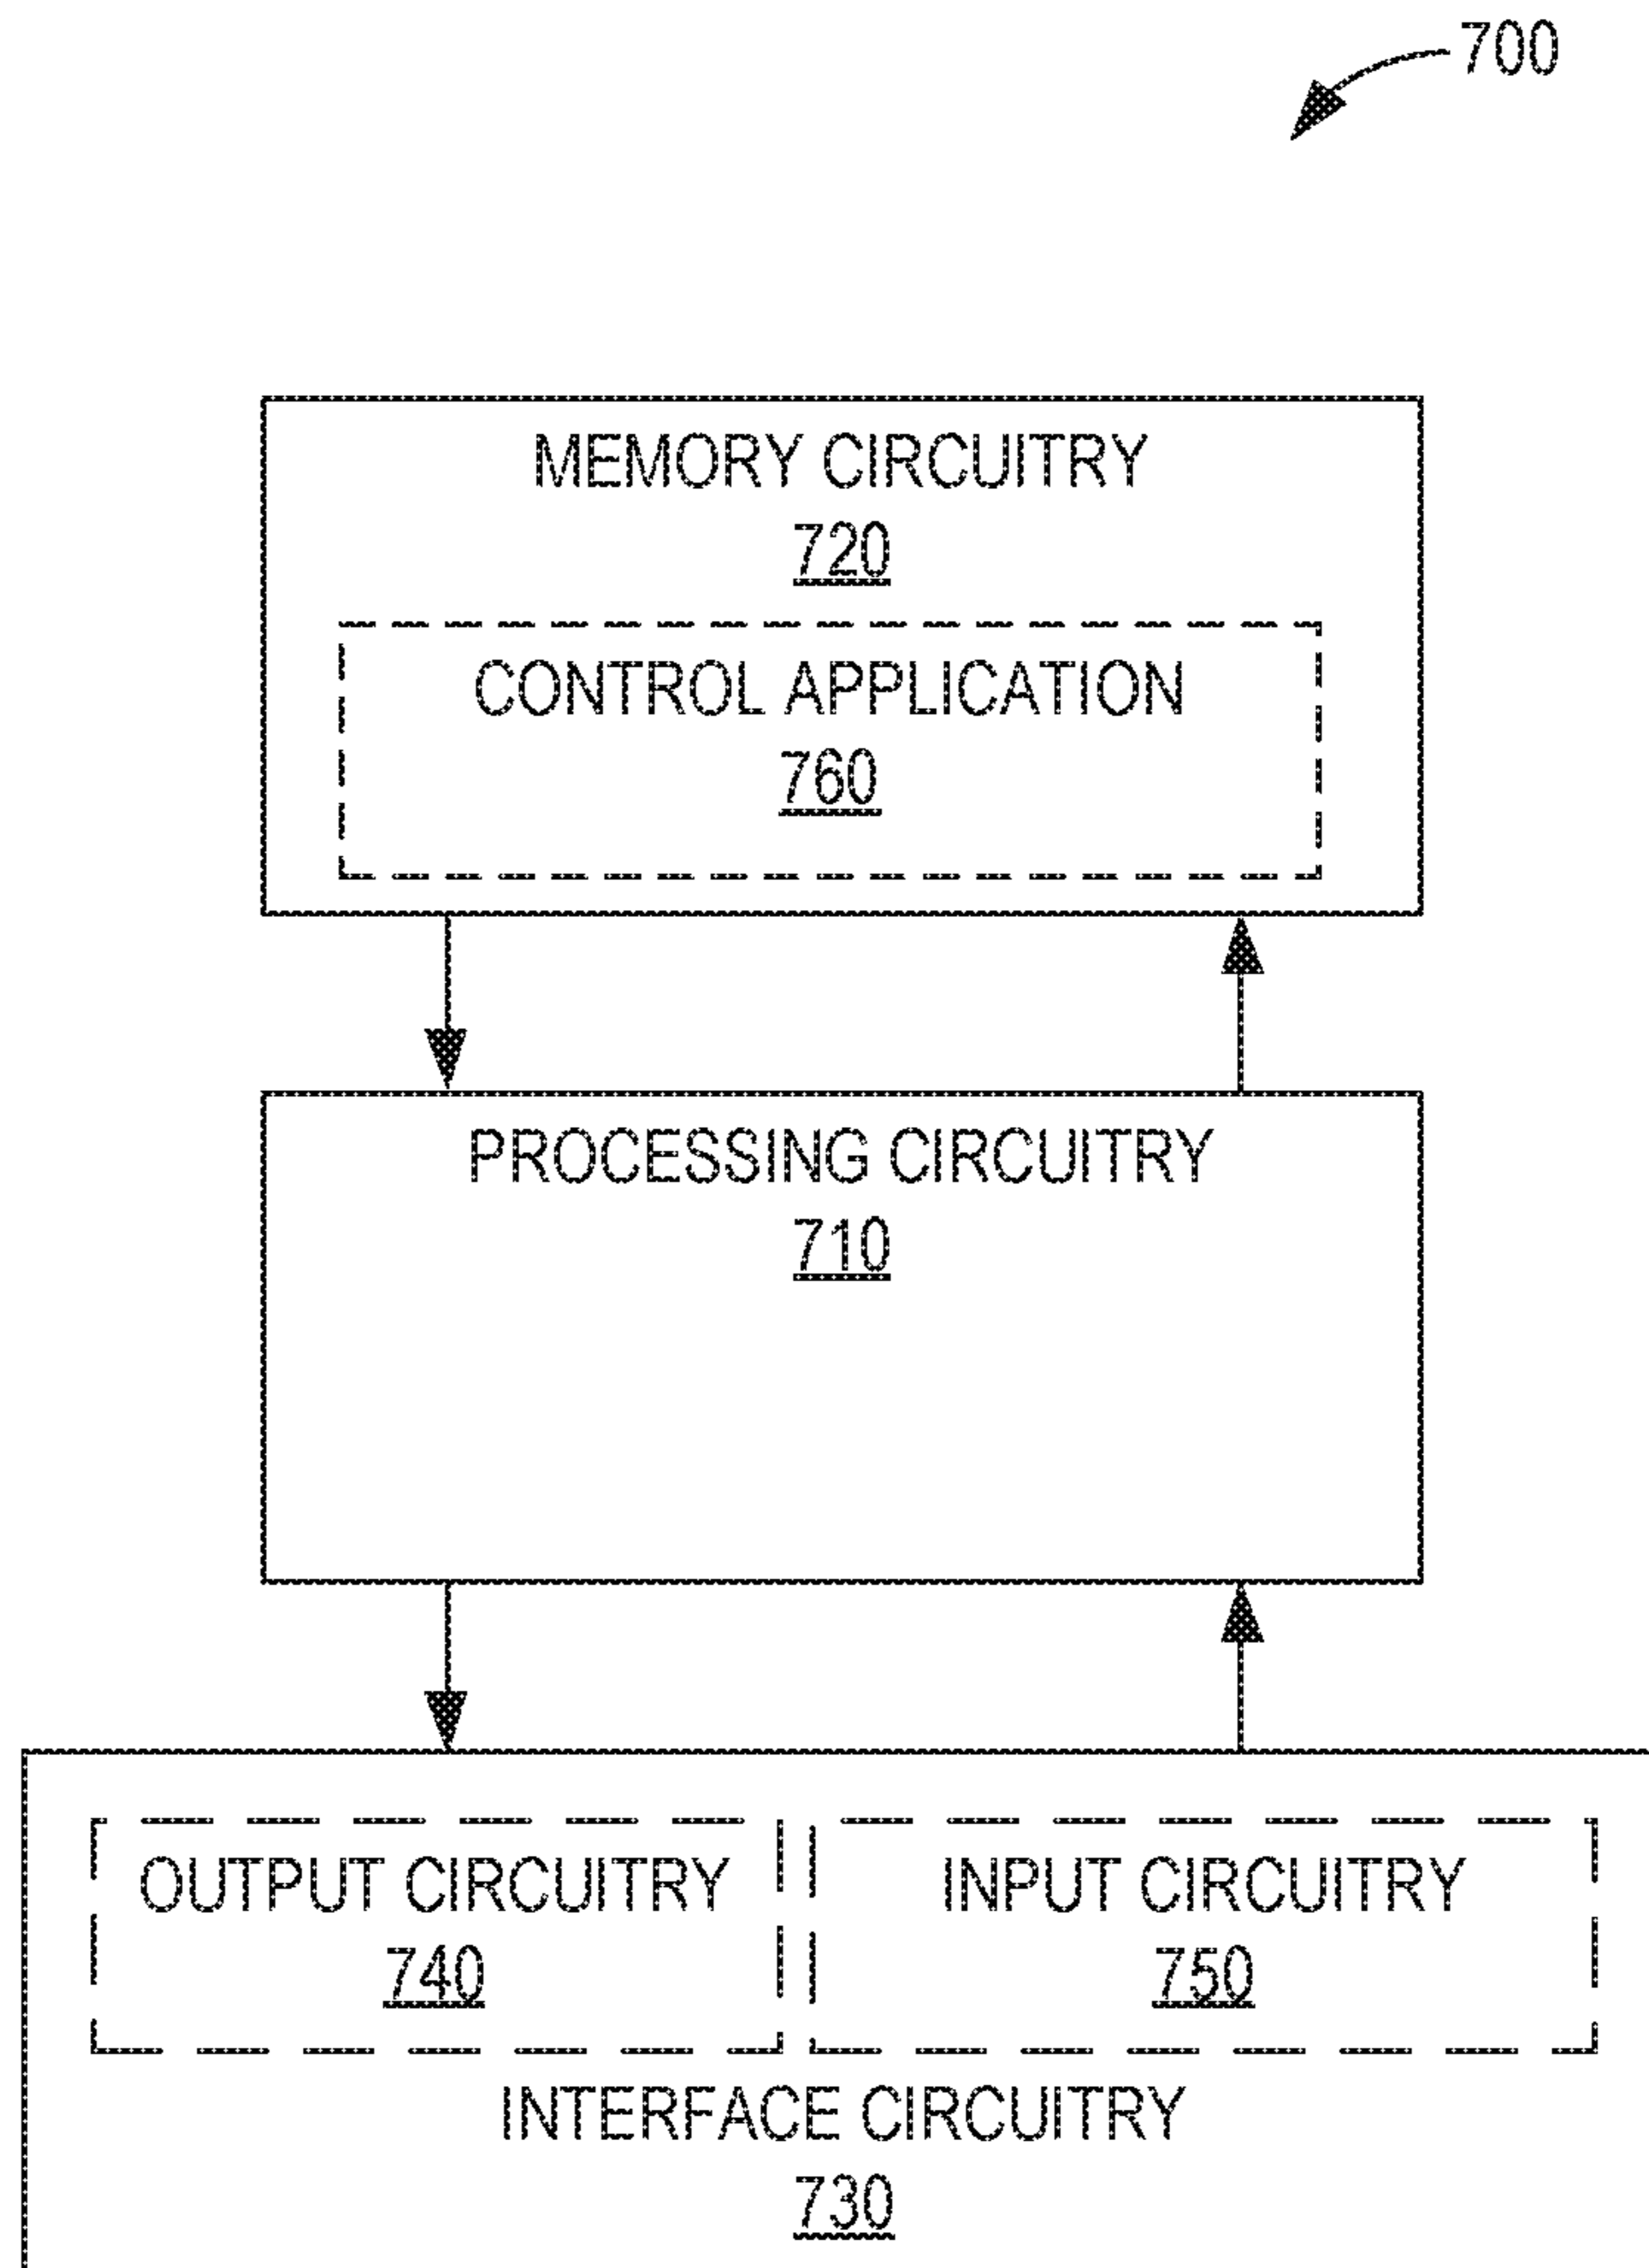 700
MEMORY CIRCUITRY
720
CONTROL APPLICATION
760
PROCESSING CIRCUITRY
710
OUTPUT CIRCUITRY
740
INPUT CIRCUITRY
750
INTERFACE CIRCUITRY
730